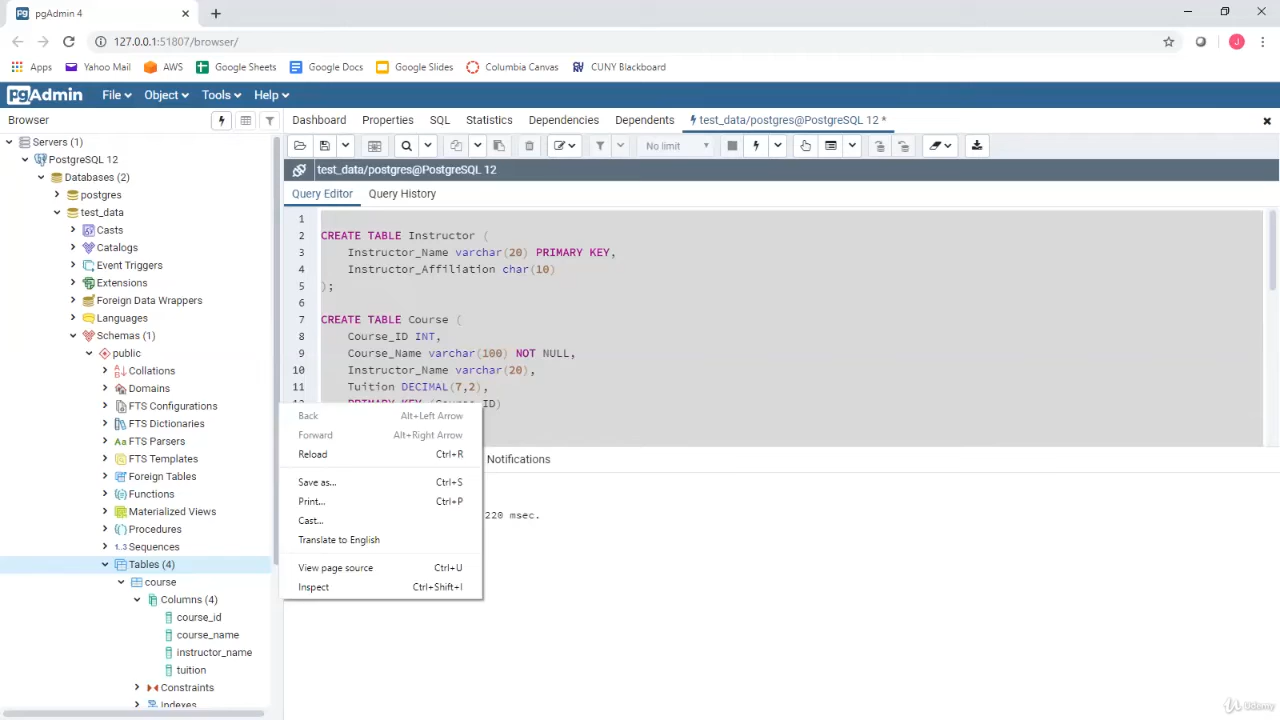 pgAdmin 4
127.0.0.1:51807/browser/
Apps Yahoo Mail AWS Google Sheets Google Docs Google Slides Columbia Canvas CUNY Blackboard
pgAdmin File Object Tools Help
Browser
Dashboard Properties SQL Statistics Dependencies Dependents test_data/postgres@PostgreSQL 12 *
No limit
test_data/postgres@PostgreSQL 12
Query Editor Query History
Servers (1)
PostgreSQL 12
Databases (2)
postgres
test_data
Casts
Catalogs
Event Triggers
Extensions
Foreign Data Wrappers
Languages
Schemas (1)
public
Collations
Domains
FTS Configurations
FTS Dictionaries
Aa FTS Parsers
FTS Templates
Foreign Tables
Functions
Materialized Views
Procedures
1..3 Sequences
Tables (4)
course
Columns (4)
course_id
course_name
instructor_name
tuition
Constraints
Indexes
1
2 CREATE TABLE Instructor (
3 Instructor_Name varchar(20) PRIMARY KEY,
4 Instructor_Affiliation char(10)
5 );
6
7 CREATE TABLE Course (
8 Course_ID INT,
9 Course_Name varchar(100) NOT NULL,
10 Instructor_Name varchar(20),
11 Tuition DECIMAL(7,2),
12 PRIMARY KEY (Course_ID)
Back Alt+Left Arrow
Forward Alt+Right Arrow
Reload Ctrl+R
Save as... Ctrl+S
Print... Ctrl+P
Cast...
Translate to English
View page source Ctrl+U
Inspect Ctrl+Shift+I
Notifications
220 msec.
Udemy
J